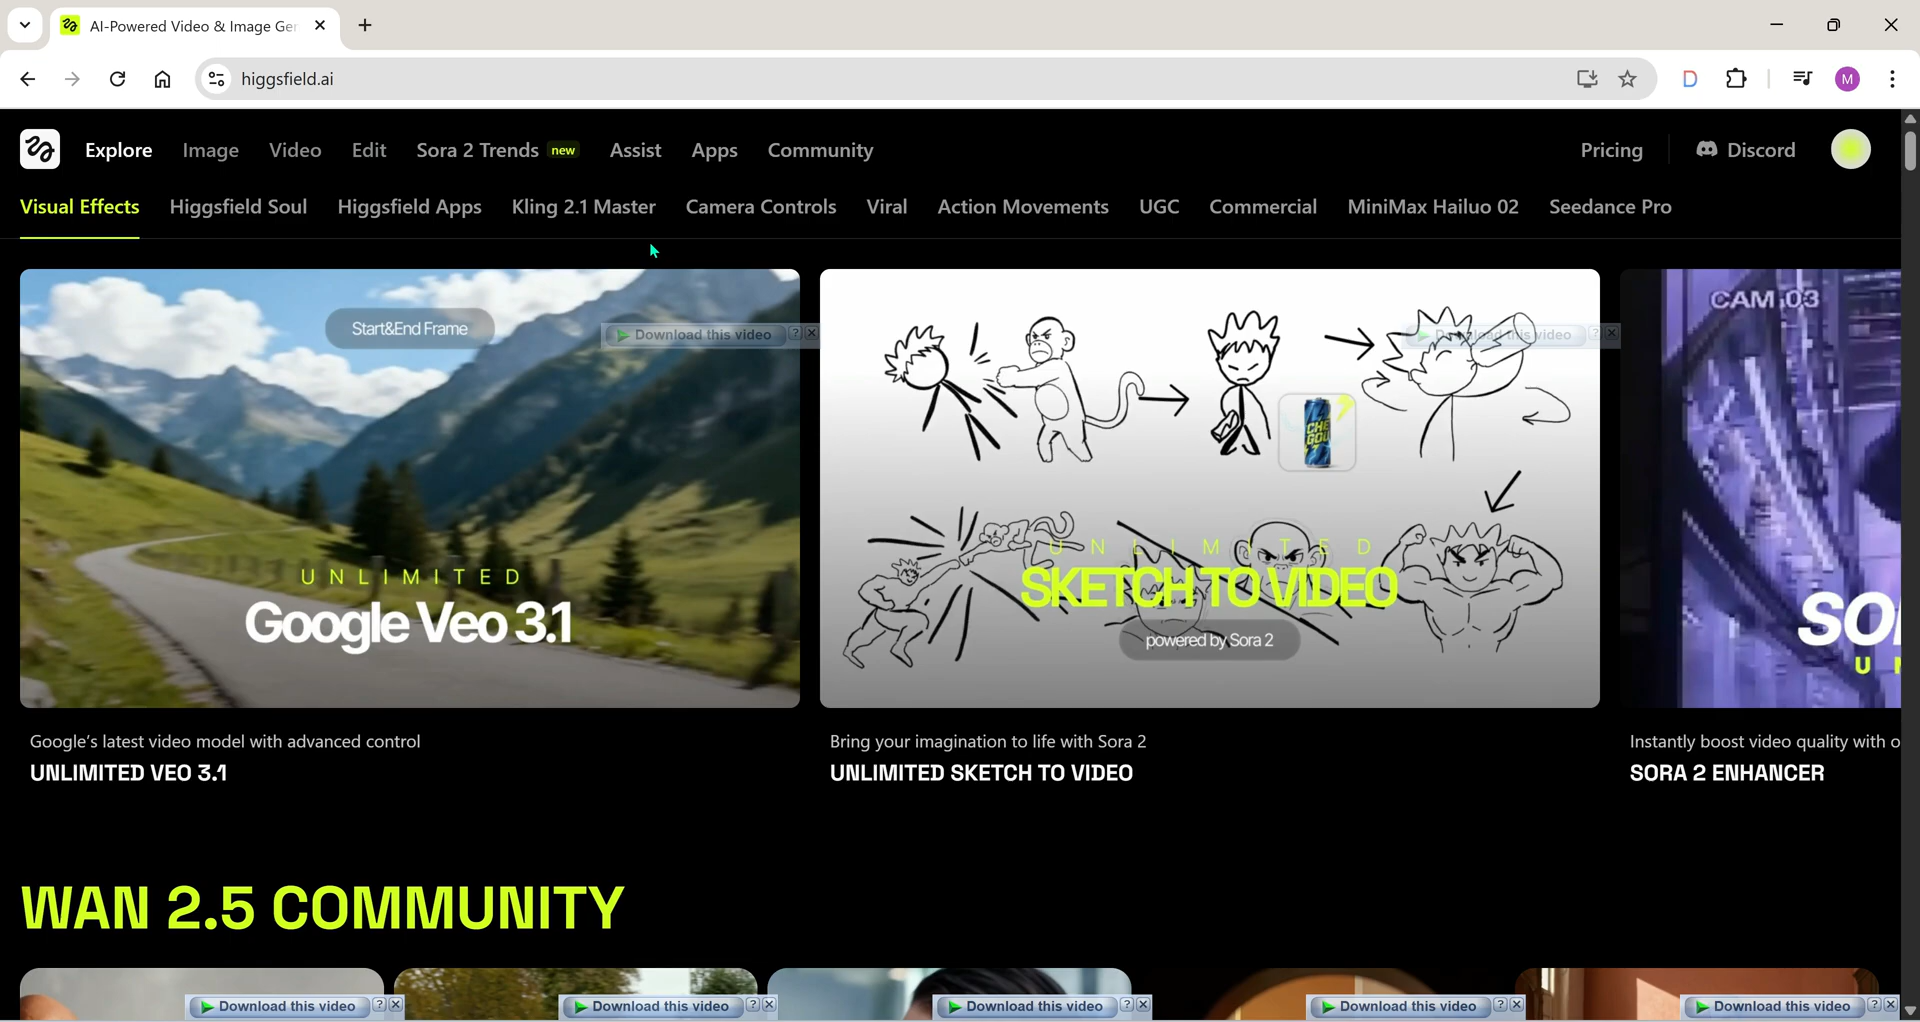 AI-Powered Video & Image Ger
higgsfield.ai
D
M
Explore Image Video Edit Sora 2 Trends new Assist Apps Community Pricing Discord
Visual Effects Higgsfield Soul Higgsfield Apps Kling 2.1 Master Camera Controls Viral Action Movements UGC Commercial MiniMax Hailuo 02 Seedance Pro
Start&End Frame
Download this video ? X
UNLIMITED
Google Veo 3.1
Download this video ? X
CHE
GOU
UNLIMITED
SKETCH TO VIDEO
powered by Sora 2
CAM 03
SO
U N
Google's latest video model with advanced control
UNLIMITED VEO 3.1
Bring your imagination to life with Sora 2
UNLIMITED SKETCH TO VIDEO
Instantly boost video quality with o
SORA 2 ENHANCER
WAN 2.5 COMMUNITY
Download this video ? X
Download this video ? X
Download this video ? X
Download this video ? X
Download this video ? X